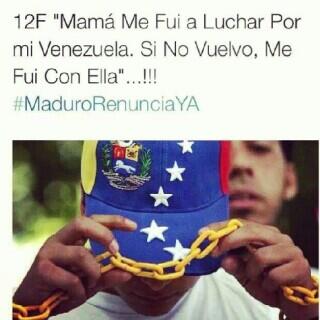 12F "Mamá Me Fui a Luchar Por
mi Venezuela. Si No Vuelvo, Me
Fui Con Ella"...!!!
#MaduroRenunciaYA